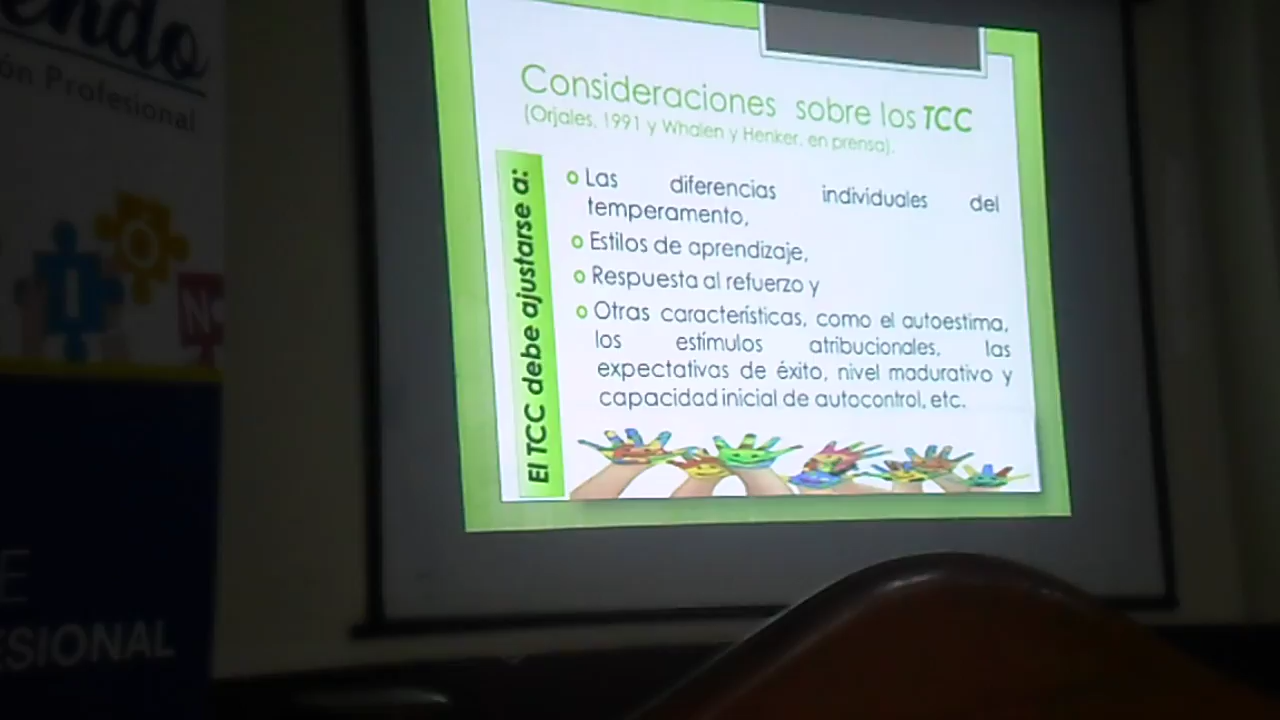 endo
ón Profesional
I
O
N
E
ESIONAL
Consideraciones sobre los TCC
(Orjales, 1991 y Whalen y Henker, en prensa).
El TCC debe ajustarse a:
Las diferencias individuales del
temperamento,
Estilos de aprendizaje,
Respuesta al refuerzo y
Otras características, como el autoestima,
los estímulos atribucionales, las
expectativas de éxito, nivel madurativo y
capacidad inicial de autocontrol, etc.